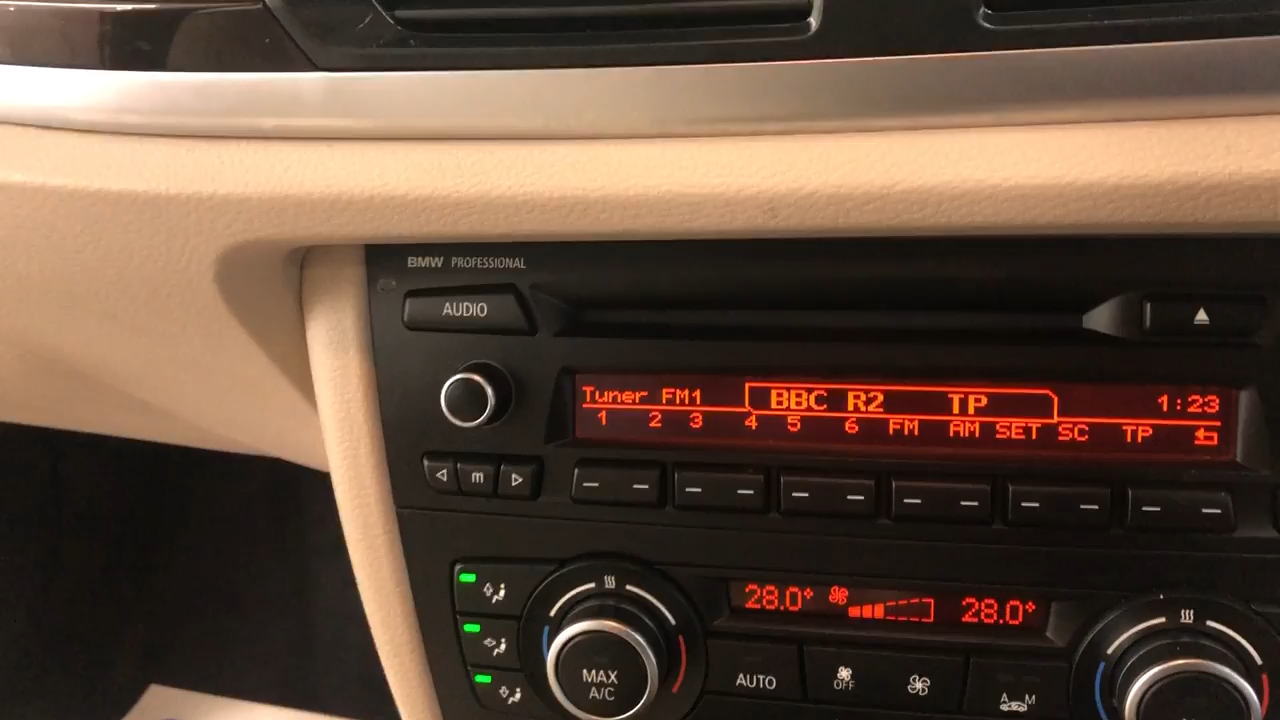 BMW PROFESSIONAL
AUDIO
Tuner FM1 BBC R2 TP 1:23
1 2 3 4 5 6 FM AM SET SC TP
m
28.0° 28.0°
MAX
A/C
AUTO
OFF
A M